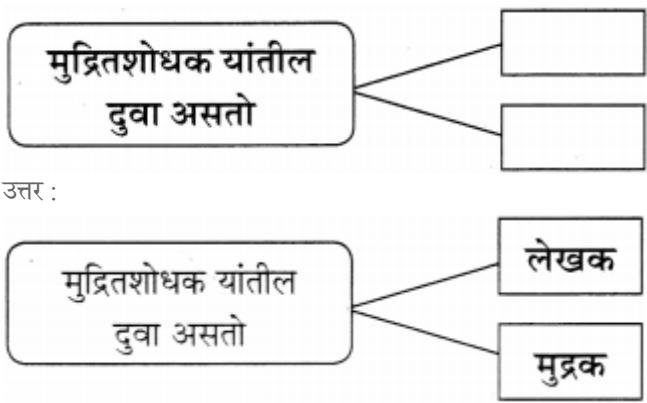 मुद्रितशोधक यांतील
दुवा असतो
उत्तर :
मुद्रितशोधक यांतील
दुवा असतो
लेखक
मुद्रक